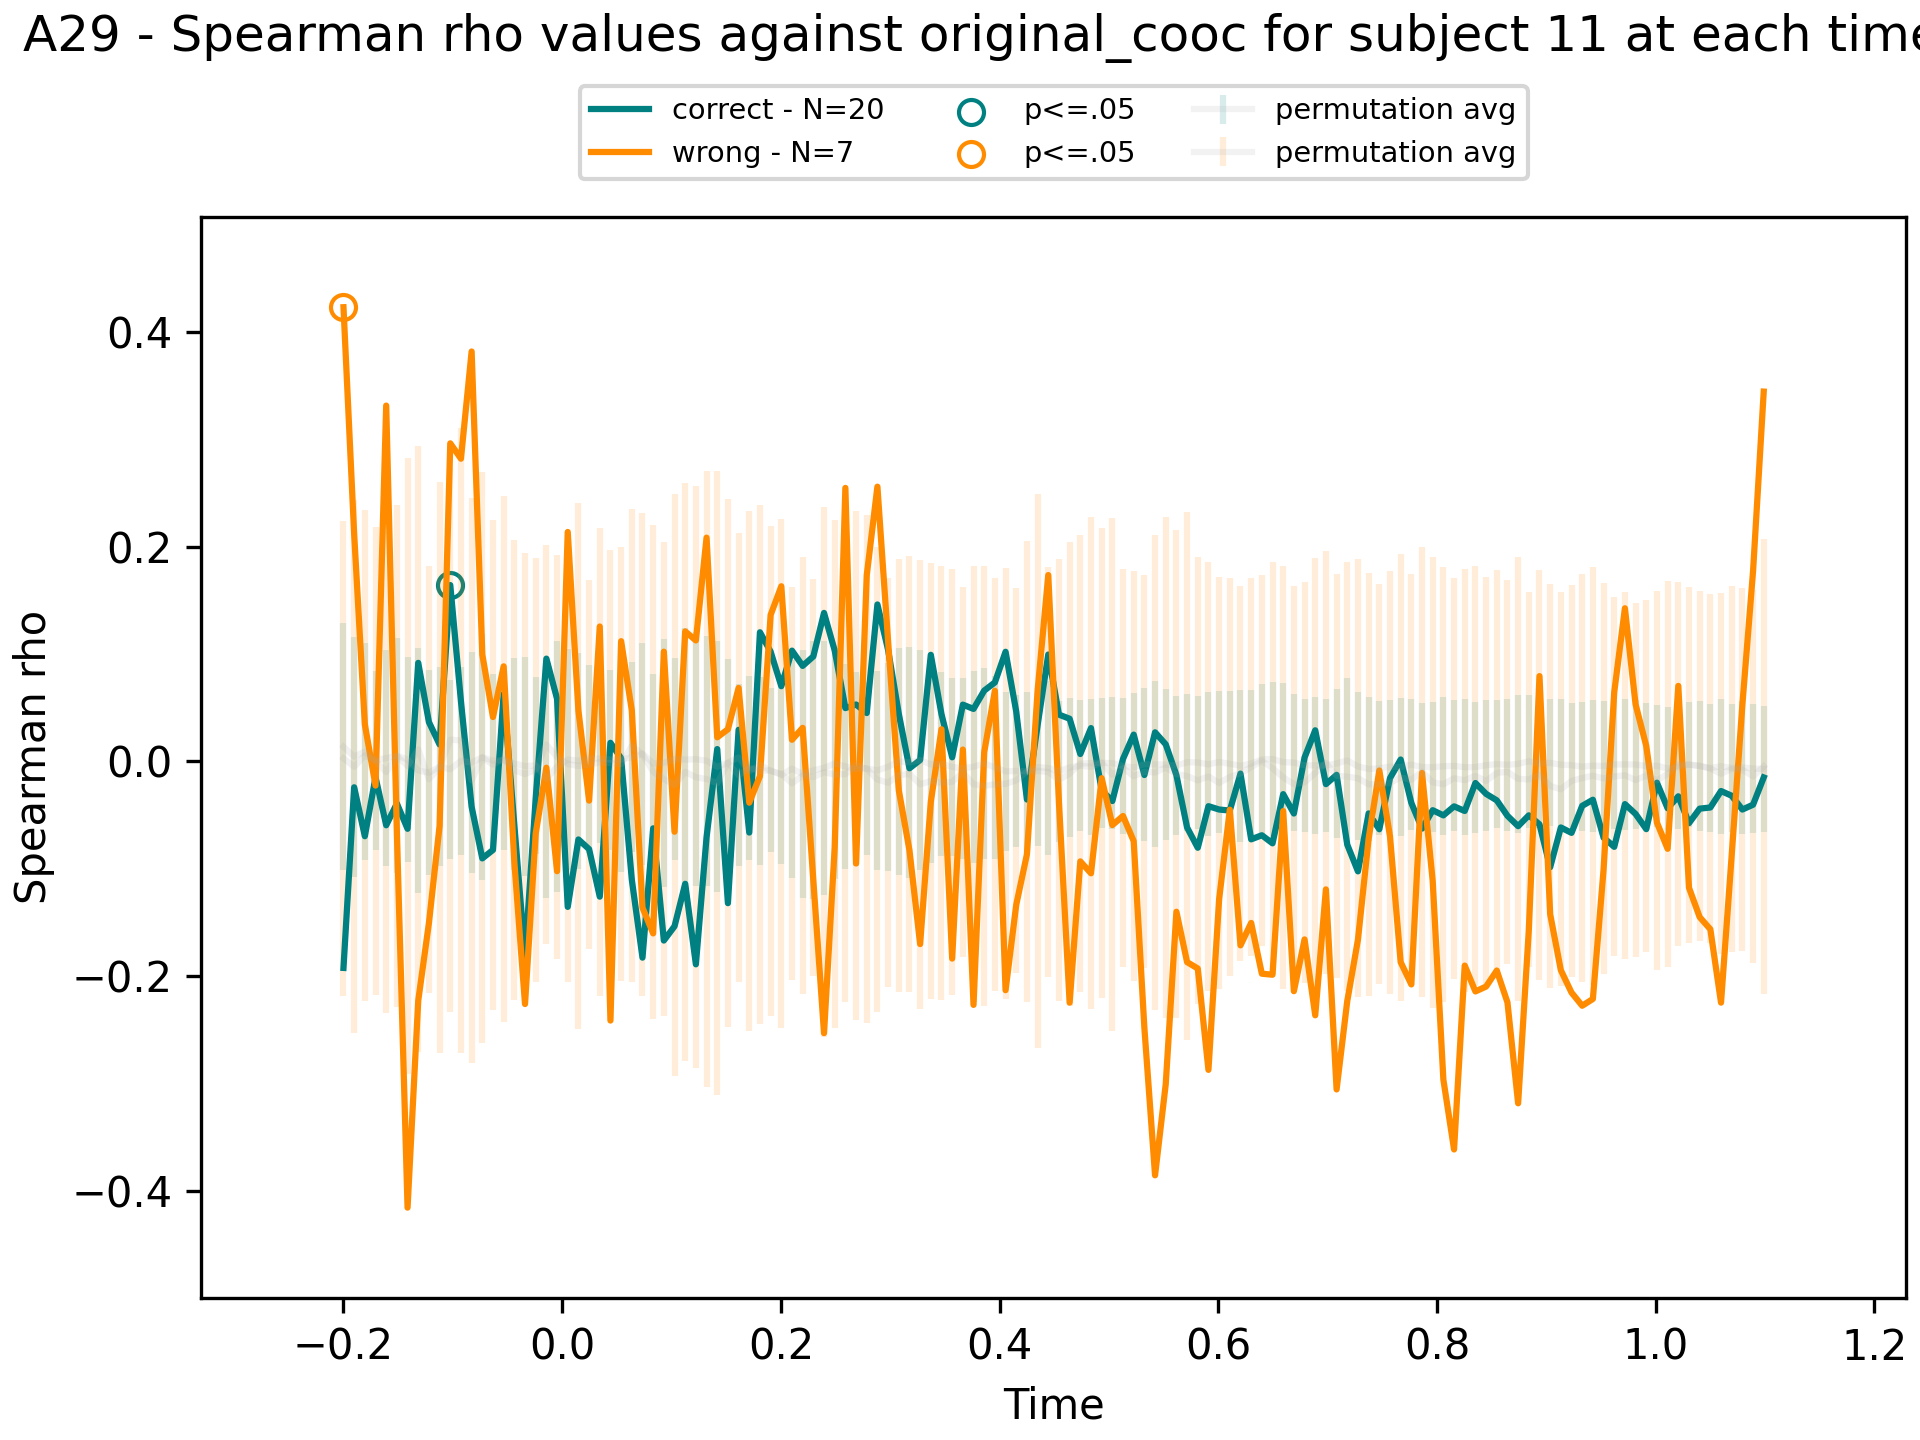 A29 - Spearman rho values against original_cooc for subject 11 at each time
correct - N=20
wrong - N=7
p<=.05
p<=.05
permutation avg
permutation avg
Spearman rho
0.4
0.2
0.0
−0.2
−0.4
−0.2 0.0 0.2 0.4 0.6 0.8 1.0 1.2
Time